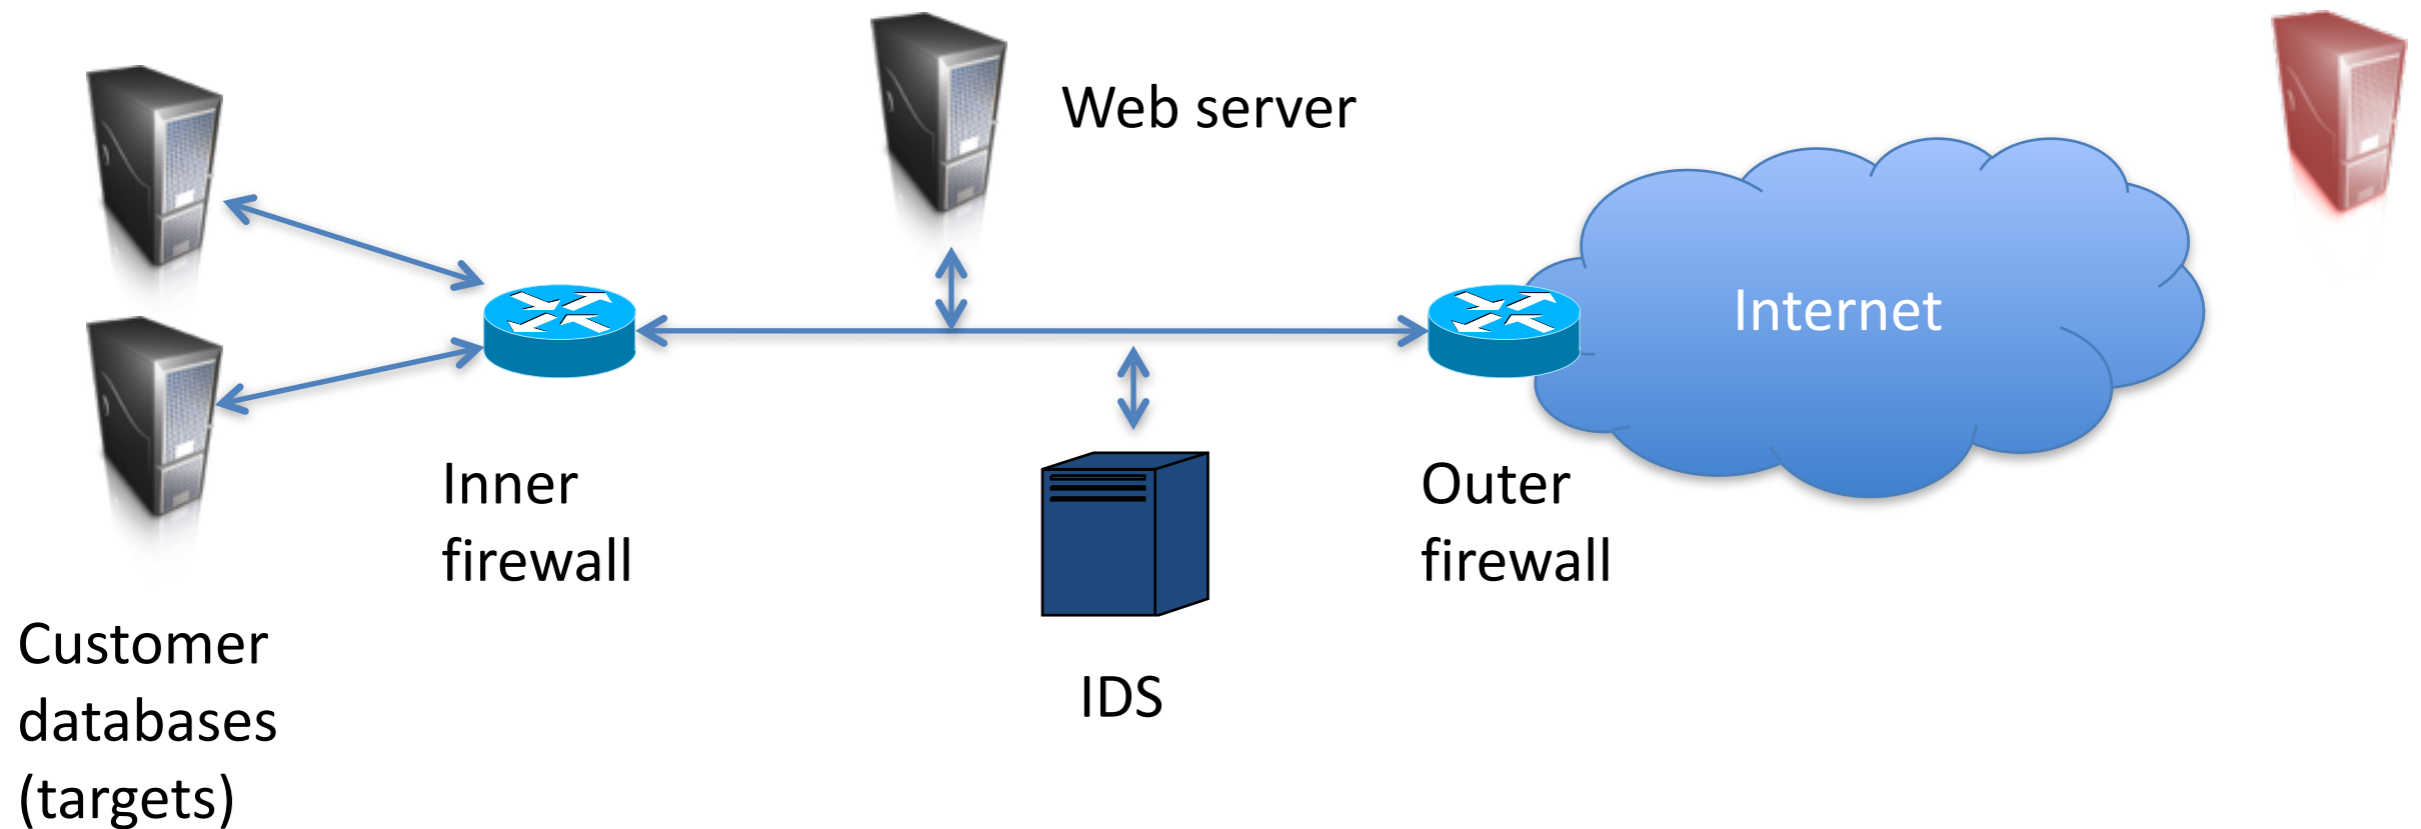 Web server
Internet
Inner
firewall
Outer
firewall
Customer
databases
(targets)
IDS